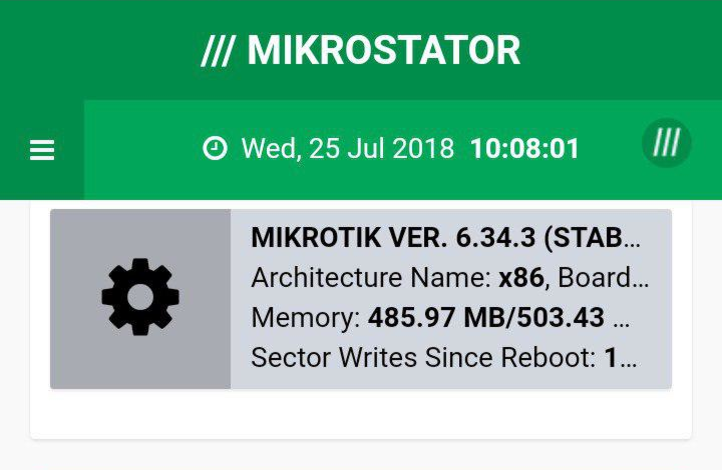 /// MIKROSTATOR
Wed, 25 Jul 2018 10:08:01
///
MIKROTIK VER. 6.34.3 (STAB...
Architecture Name: x86, Board...
Memory: 485.97 MB/503.43 ...
Sector Writes Since Reboot: 1...